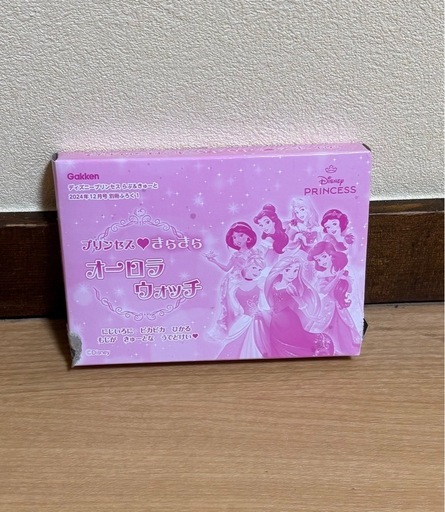 Gakken
ディズニープリンセス らぶ&きゅーと
2024年12月号 別冊ふろく!
Disney
PRINCESS
プリンセス♥きらきら
オーロラ
ウォッチ
にじいろに ピカピカ ひかる
もじが きゅーとな うでどけい♥
©Disney